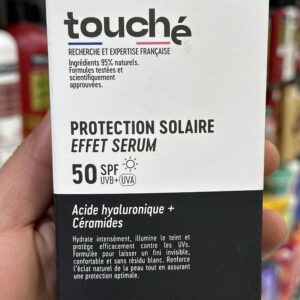 touché
RECHERCHE ET EXPERTISE FRANÇAISE
Ingrédients 95% naturels.
Formules testées et
scientifiquement
approuvées.
PROTECTION SOLAIRE
EFFET SERUM
50 SPF
UVB+ UVA
Acide hyaluronique +
Céramides
Hydrate intensément, illumine le teint et
protège efficacement contre les UVs.
Formulée pour laisser un fini invisible,
confortable et sans résidu blanc. Renforce
l'éclat naturel de la peau tout en assurant
une protection optimale.